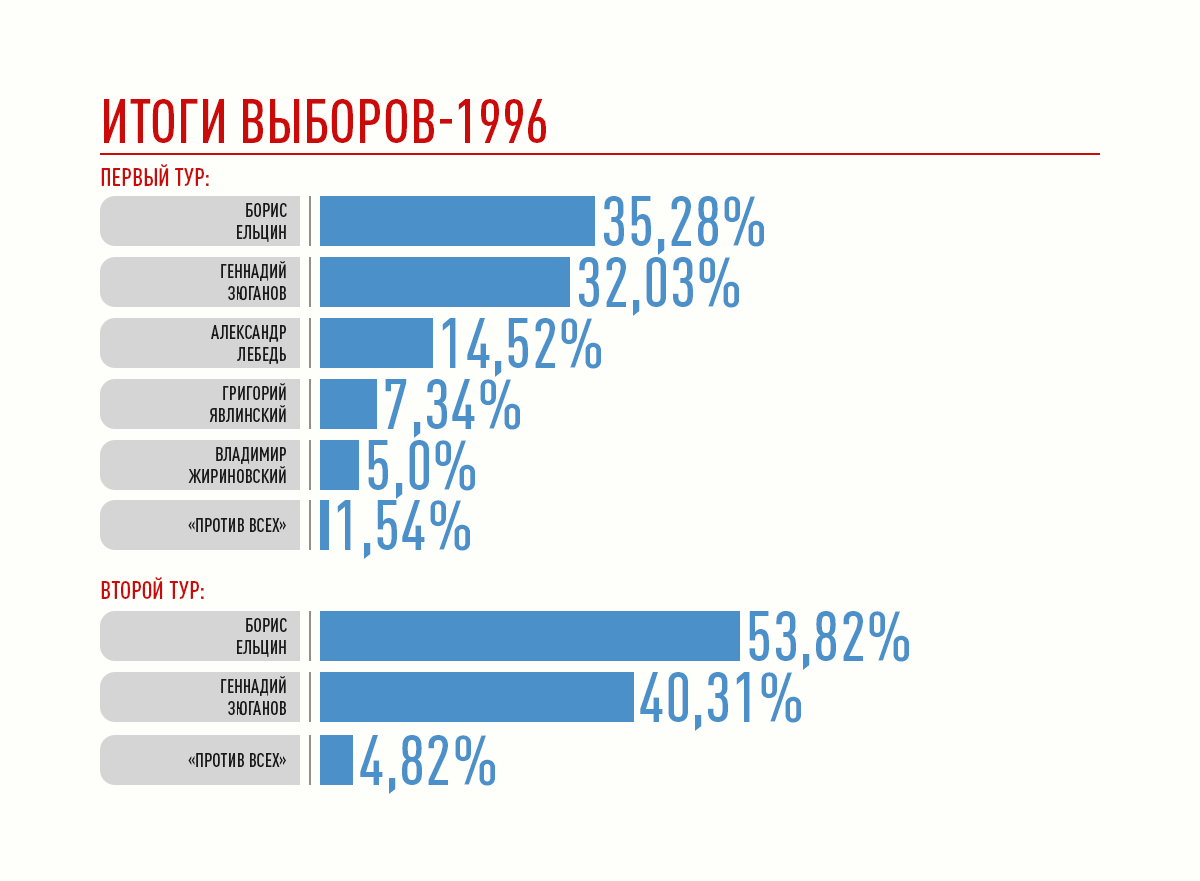 ИТОГИ ВЫБОРОВ-1996
ПЕРВЫЙ ТУР:
БОРИС
ЕЛЬЦИН
35,28%
ГЕННАДИЙ
ЗЮГАНОВ
32,03%
АЛЕКСАНДР
ЛЕБЕДЬ
14,52%
ГРИГОРИЙ
ЯВЛИНСКИЙ
7,34%
ВЛАДИМИР
ЖИРИНОВСКИЙ
5,0%
«ПРОТИВ ВСЕХ»
1,54%
ВТОРОЙ ТУР:
БОРИС
ЕЛЬЦИН
53,82%
ГЕННАДИЙ
ЗЮГАНОВ
40,31%
«ПРОТИВ ВСЕХ»
4,82%